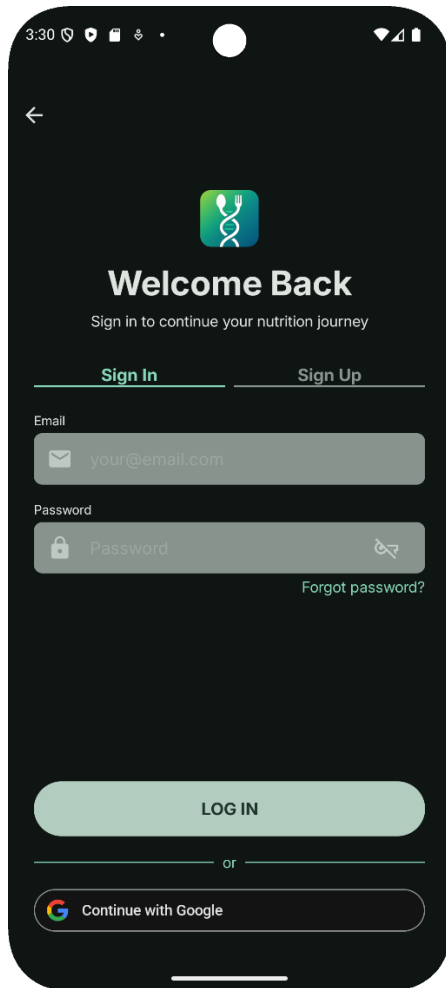 3:30
Welcome Back
Sign in to continue your nutrition journey
Sign In Sign Up
Email
your@email.com
Password
Password
Forgot password?
LOG IN
or
Continue with Google